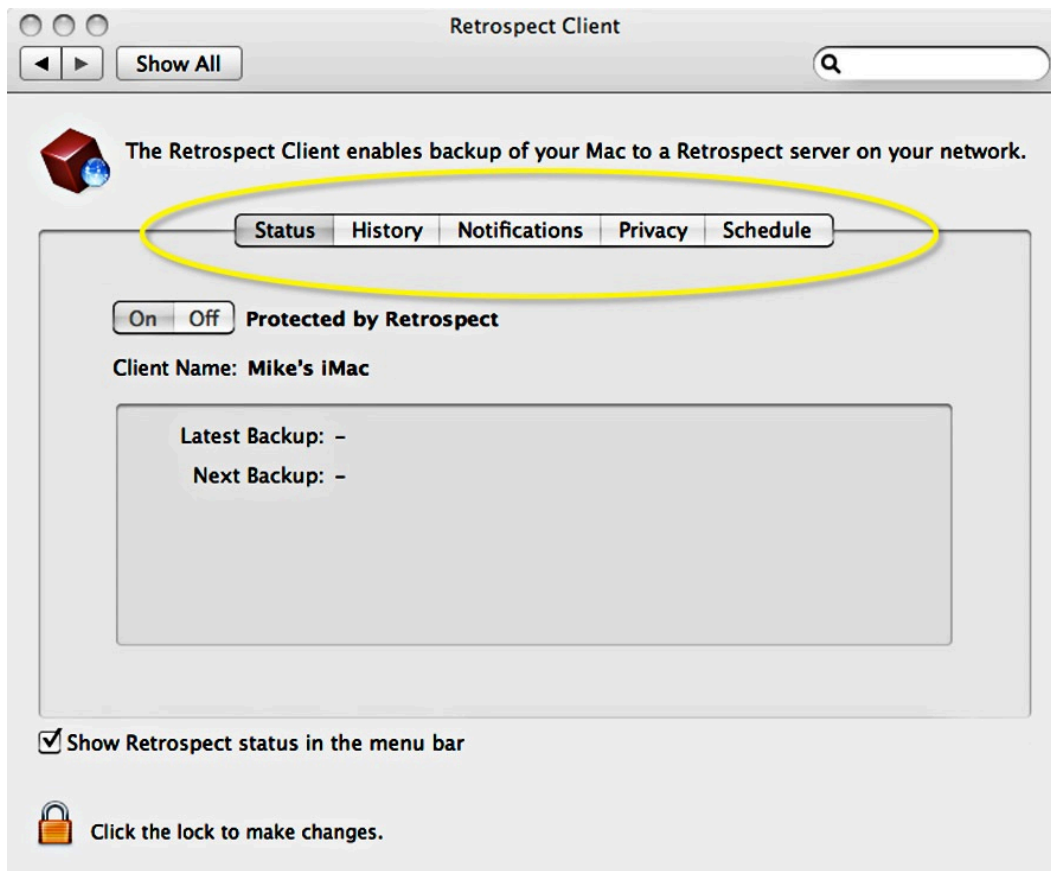 Retrospect Client
Show All
The Retrospect Client enables backup of your Mac to a Retrospect server on your network.
Status History Notifications Privacy Schedule
On Off Protected by Retrospect
Client Name: Mike's iMac
Latest Backup: –
Next Backup: –
Show Retrospect status in the menu bar
Click the lock to make changes.